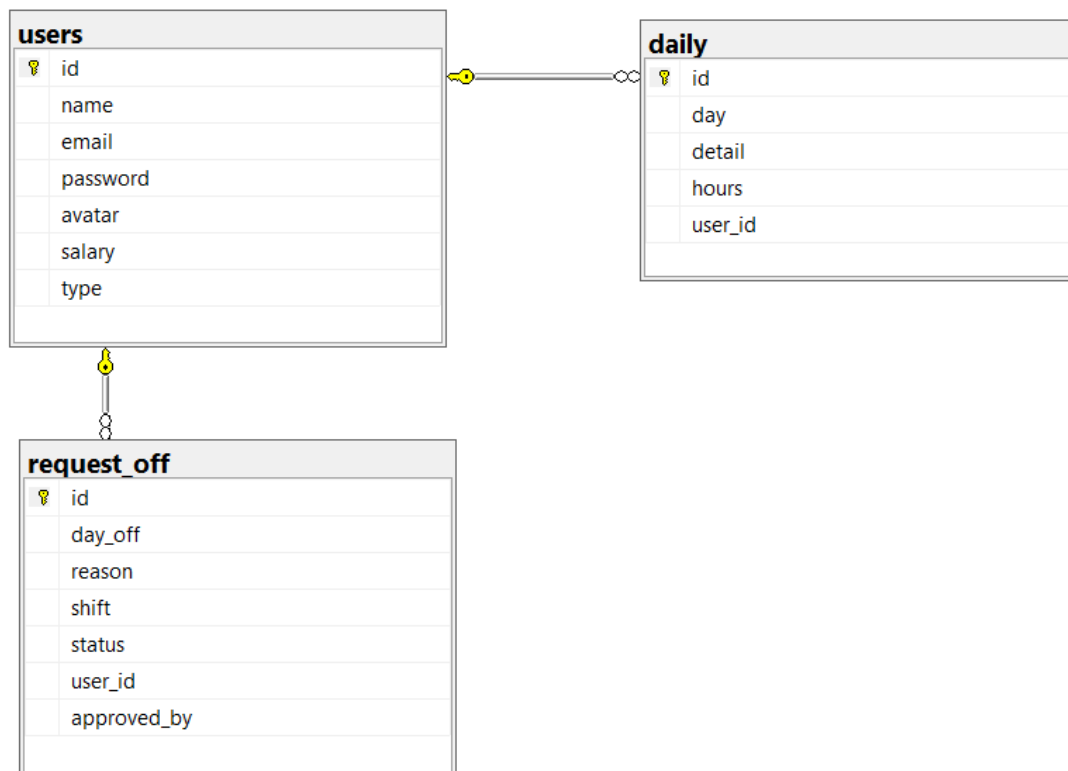 users
id
name
email
password
avatar
salary
type
daily
id
day
detail
hours
user_id
request_off
id
day_off
reason
shift
status
user_id
approved_by